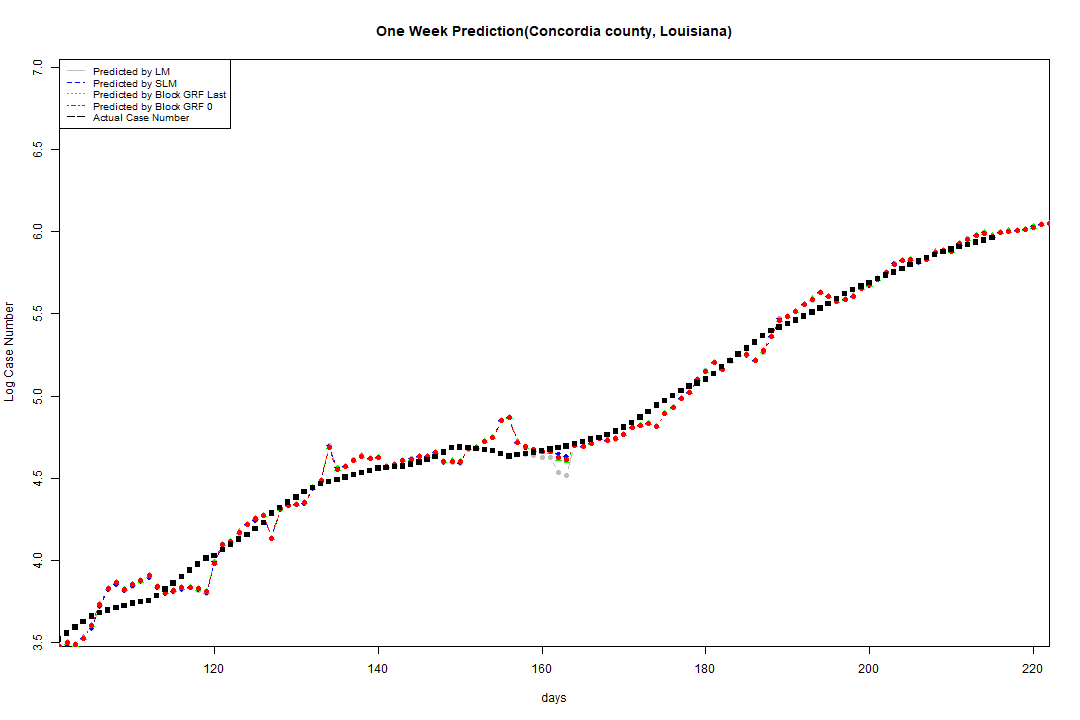 One Week Prediction(Concordia county, Louisiana)
Predicted by LM
Predicted by SLM
Predicted by Block GRF Last
Predicted by Block GRF 0
Actual Case Number
7.0
6.5
6.0
5.5
5.0
4.5
4.0
3.5
Log Case Number
120 140 160 180 200 220
days